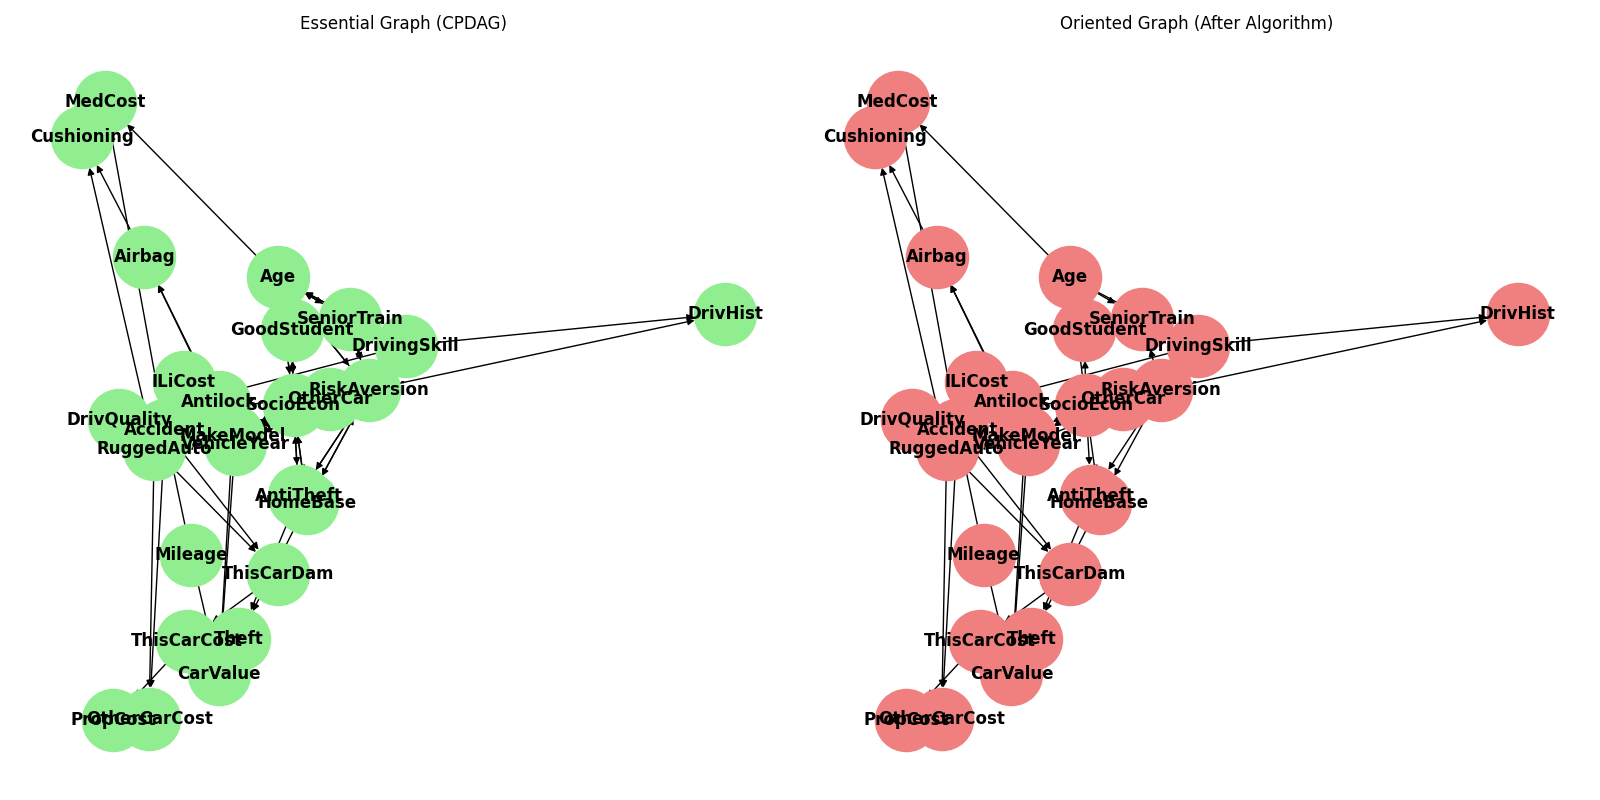 Essential Graph (CPDAG)
MedCost
Cushioning
Airbag
Age
GoodStudent
SeniorTrain
DrivingSkill
DrivHist
ILiCost
Antilock
SocioEcon
OtherCar
RiskAversion
DrivQuality
Accident
MakeModel
VehicleYear
RuggedAuto
AntiTheft
HomeBase
Mileage
ThisCarDam
ThisCarCost
Theft
CarValue
PropCost
OtherCarCost
Oriented Graph (After Algorithm)
MedCost
Cushioning
Airbag
Age
GoodStudent
SeniorTrain
DrivingSkill
DrivHist
ILiCost
Antilock
SocioEcon
OtherCar
RiskAversion
DrivQuality
Accident
MakeModel
VehicleYear
RuggedAuto
AntiTheft
HomeBase
Mileage
ThisCarDam
ThisCarCost
Theft
CarValue
PropCost
OtherCarCost